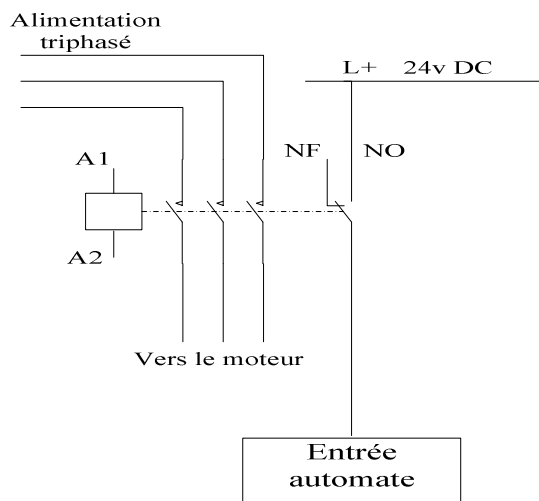 Alimentation
triphasé
L+ 24v DC
NF NO
A1
A2
Vers le moteur
Entrée
automate